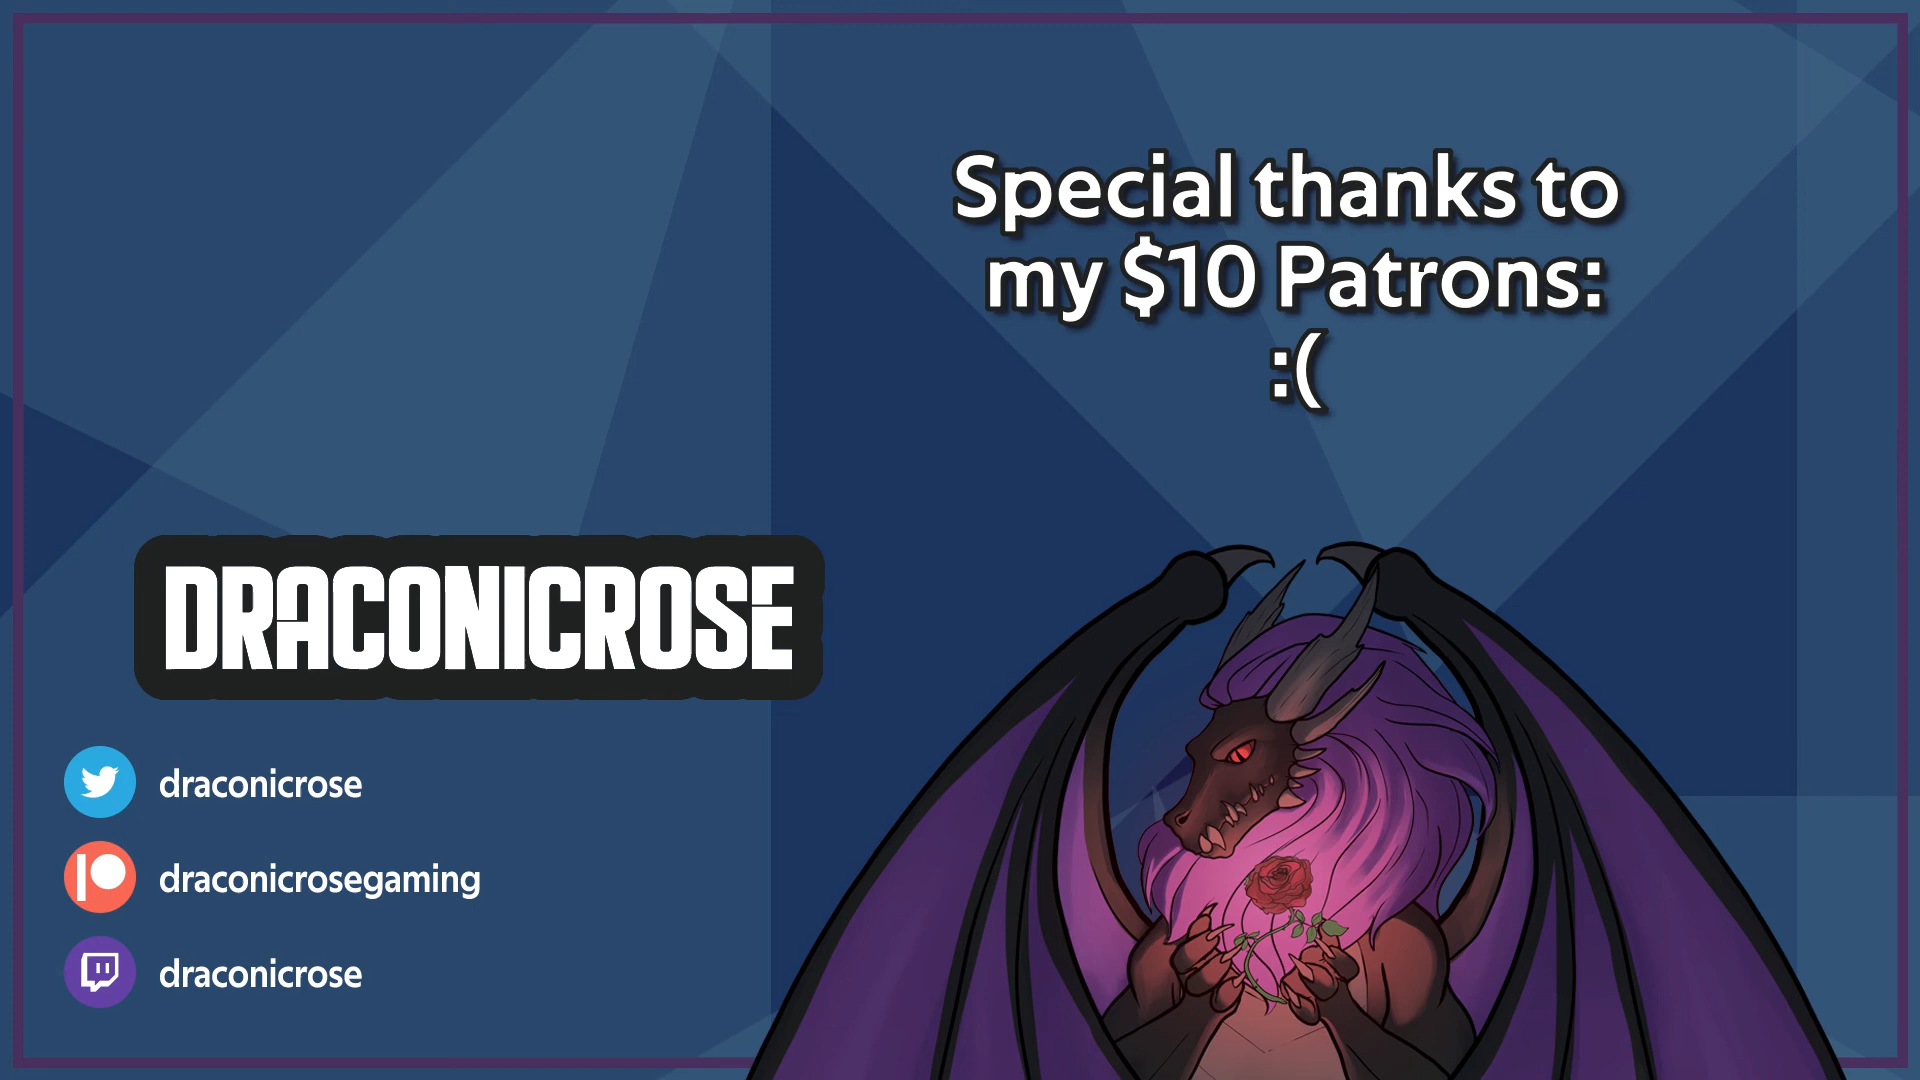 Special thanks to
my $10 Patrons:
:(
DRACONICROSE
draconicrose
draconicrosegaming
draconicrose